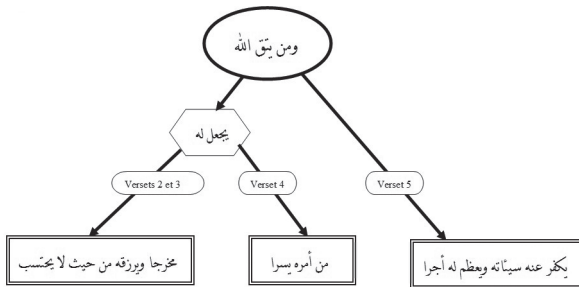 ومن يتق الله
يجعل له
Versets 2 et 3
Verset 4
Verset 5
مخرجا ويرزقه من حيث لا يحتسب
من أمره يسرا
يكفر عنه سيئاته ويعظم له أجرا